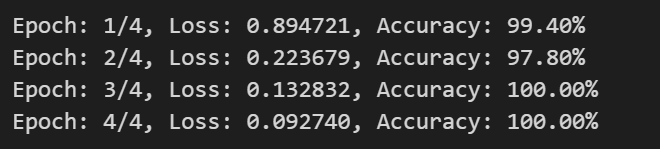 Epoch: 1/4, Loss: 0.894721, Accuracy: 99.40%
Epoch: 2/4, Loss: 0.223679, Accuracy: 97.80%
Epoch: 3/4, Loss: 0.132832, Accuracy: 100.00%
Epoch: 4/4, Loss: 0.092740, Accuracy: 100.00%